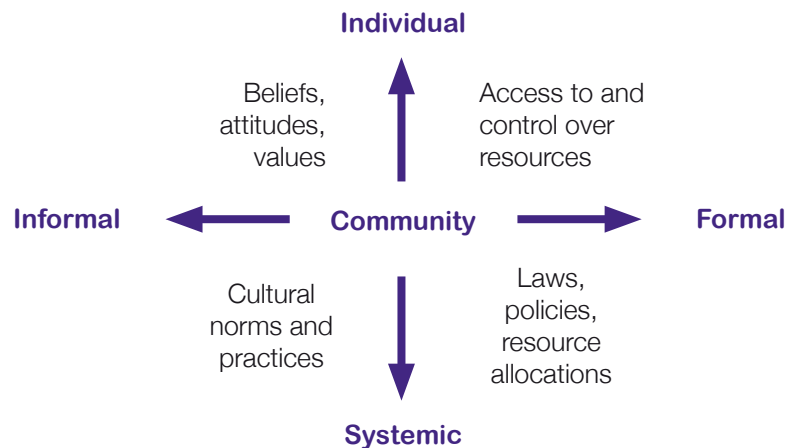 Individual
Beliefs,
attitudes,
values
Access to and
control over
resources
Informal
Community
Formal
Cultural
norms and
practices
Laws,
policies,
resource
allocations
Systemic